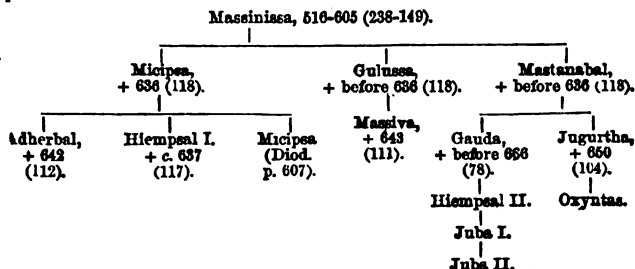 Massinissa, 516-605 (238-149).
Micipsa, Gulussa, Mastanabal,
+ 636 (118). + before 636 (118). + before 636 (118).
Adherbal, Hiempsal I. Micipsa Massiva, Gauda, Jugurtha,
+ 642 + c. 637 (Diod. + 643 + before 666 + 650
(112). (117). p. 607). (111). (78). (104).
Hiempsal II. Oxyntas.
Juba I.
Juba II.